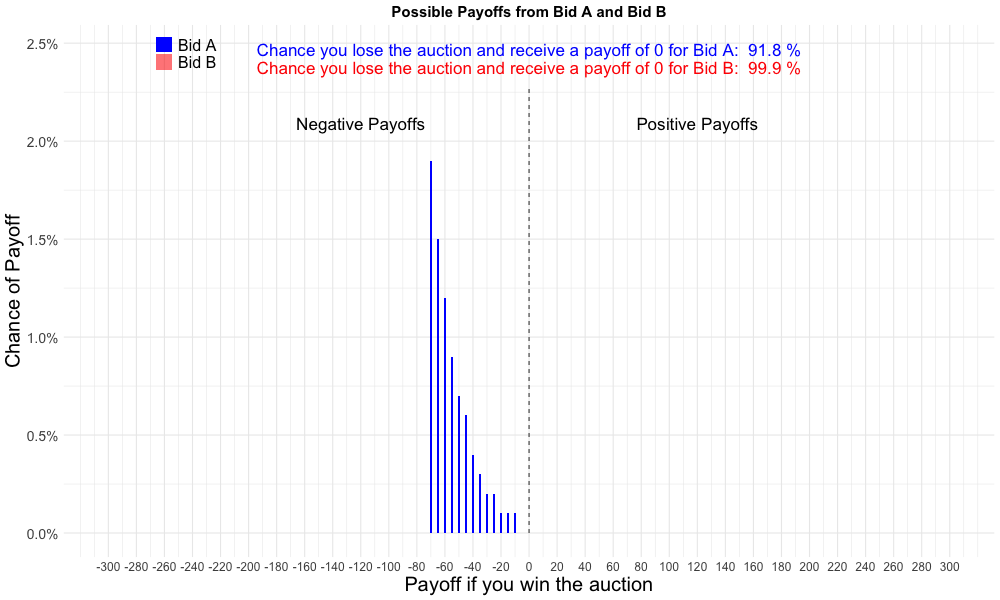 Possible Payoffs from Bid A and Bid B
2.5%
Bid A
Bid B
Chance you lose the auction and receive a payoff of 0 for Bid A:  91.8 %
Chance you lose the auction and receive a payoff of 0 for Bid B:  99.9 %
Negative Payoffs
Positive Payoffs
2.0%
1.5%
1.0%
0.5%
0.0%
Chance of Payoff
-300 -280 -260 -240 -220 -200 -180 -160 -140 -120 -100 -80 -60 -40 -20 0 20 40 60 80 100 120 140 160 180 200 220 240 260 280 300
Payoff if you win the auction